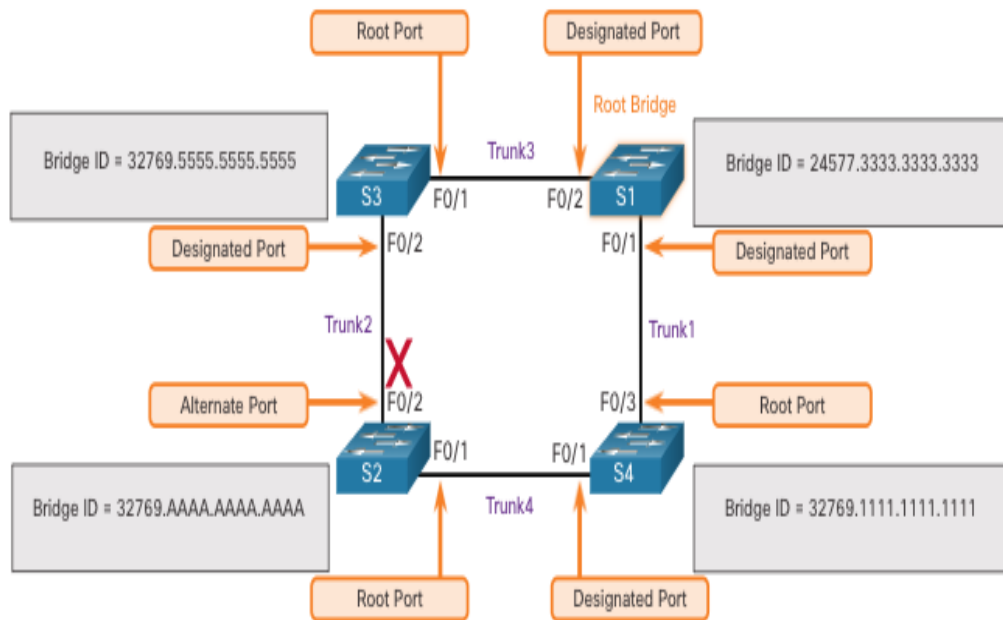 Root Port
Designated Port
Root Bridge
Bridge ID = 32769.5555.5555.5555
Trunk3
Bridge ID = 24577.3333.3333.3333
S3
F0/1
F0/2
S1
Designated Port
F0/2
F0/1
Designated Port
Trunk2
Trunk1
X
Alternate Port
F0/2
F0/3
Root Port
S2
F0/1
F0/1
S4
Bridge ID = 32769.AAAA.AAAA.AAAA
Trunk4
Bridge ID = 32769.1111.1111.1111
Root Port
Designated Port